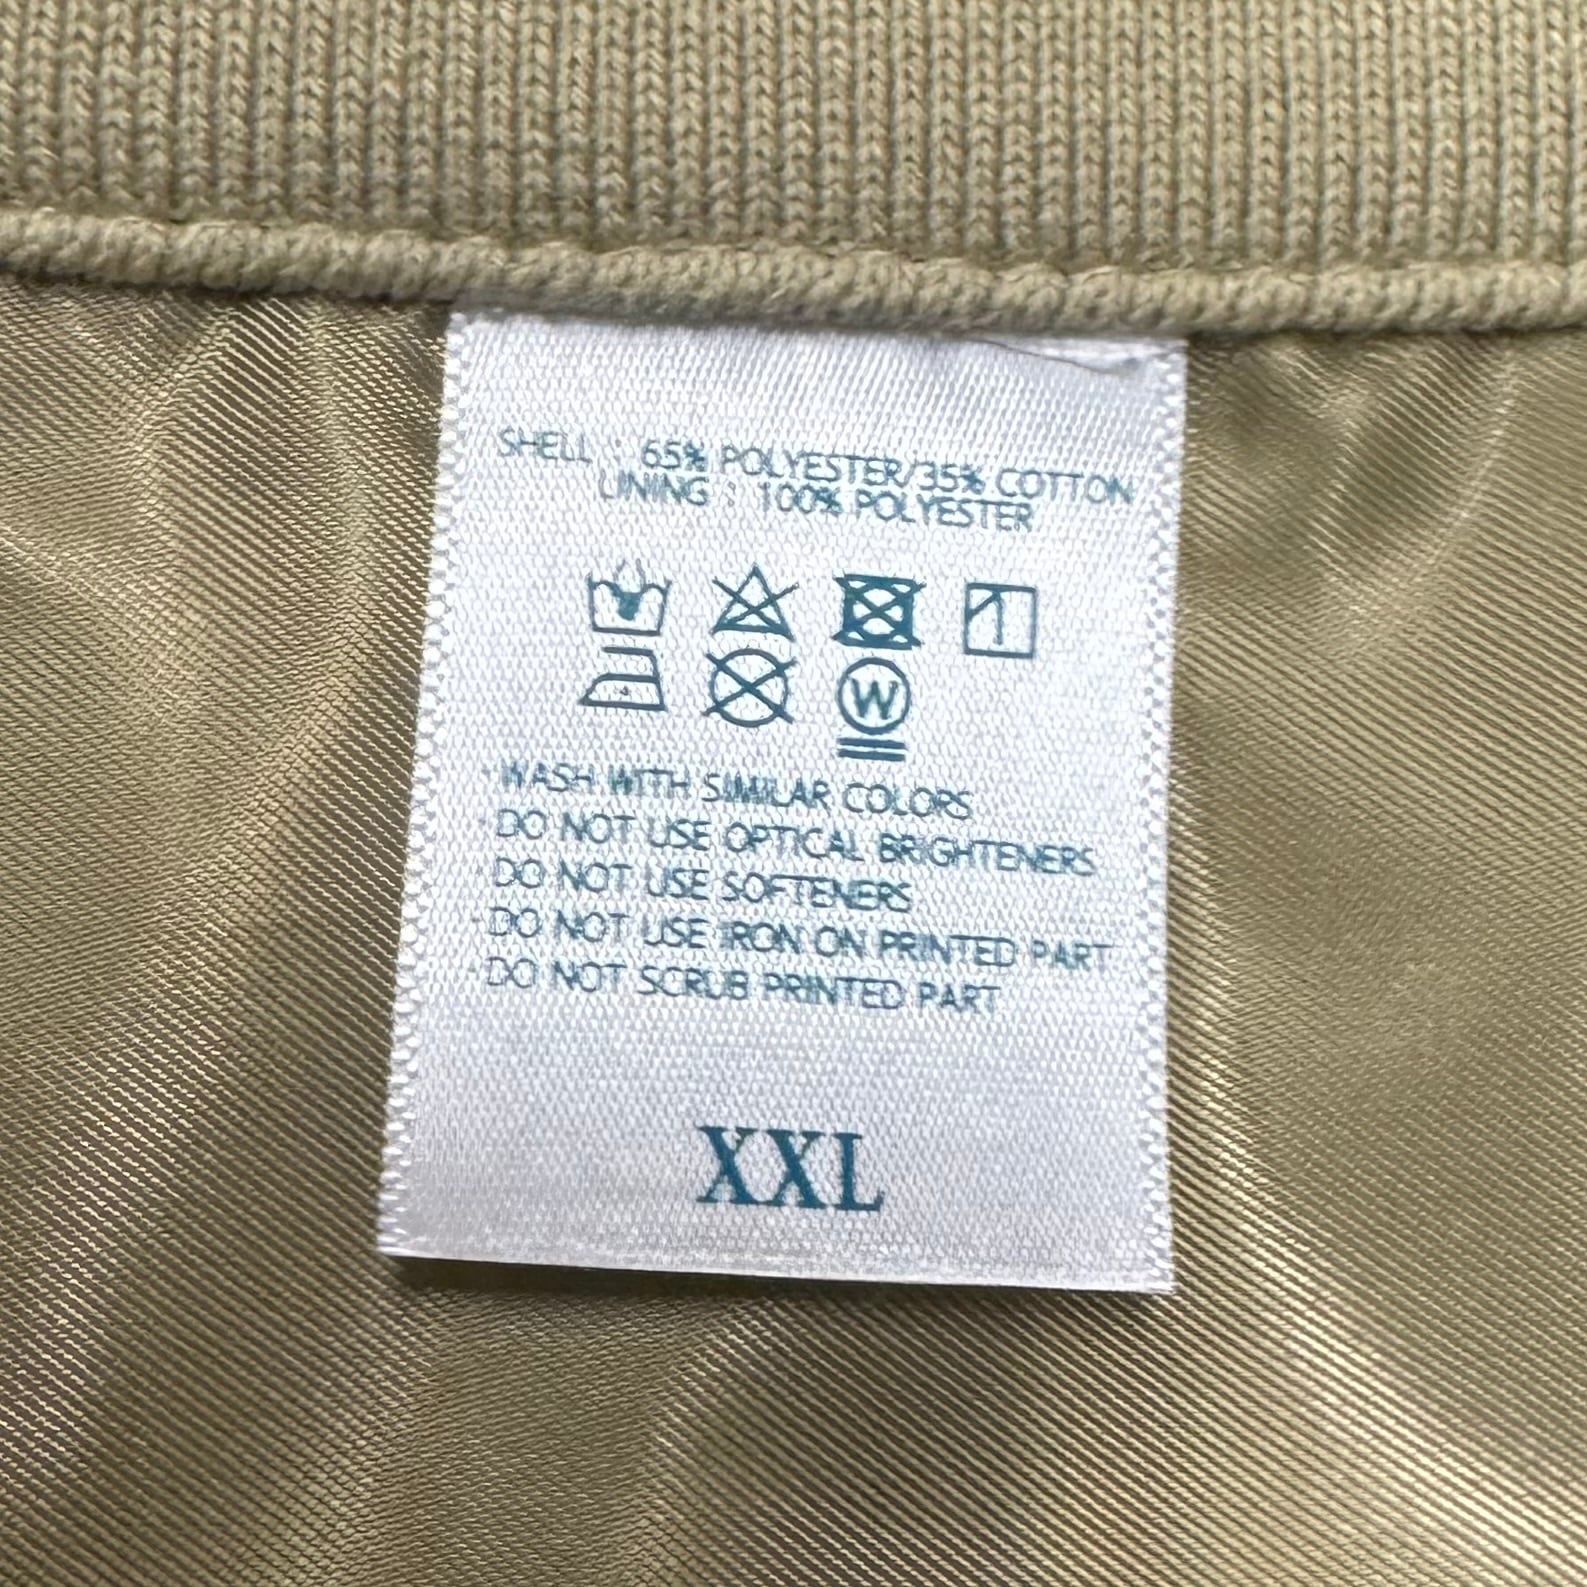 SHELL : 65% POLYESTER/35% COTTON
LINING : 100% POLYESTER
W
WASH WITH SIMILAR COLORS
DO NOT USE OPTICAL BRIGHTENERS
DO NOT USE SOFTENERS
DO NOT USE IRON ON PRINTED PART
DO NOT SCRUB PRINTED PART
XXL